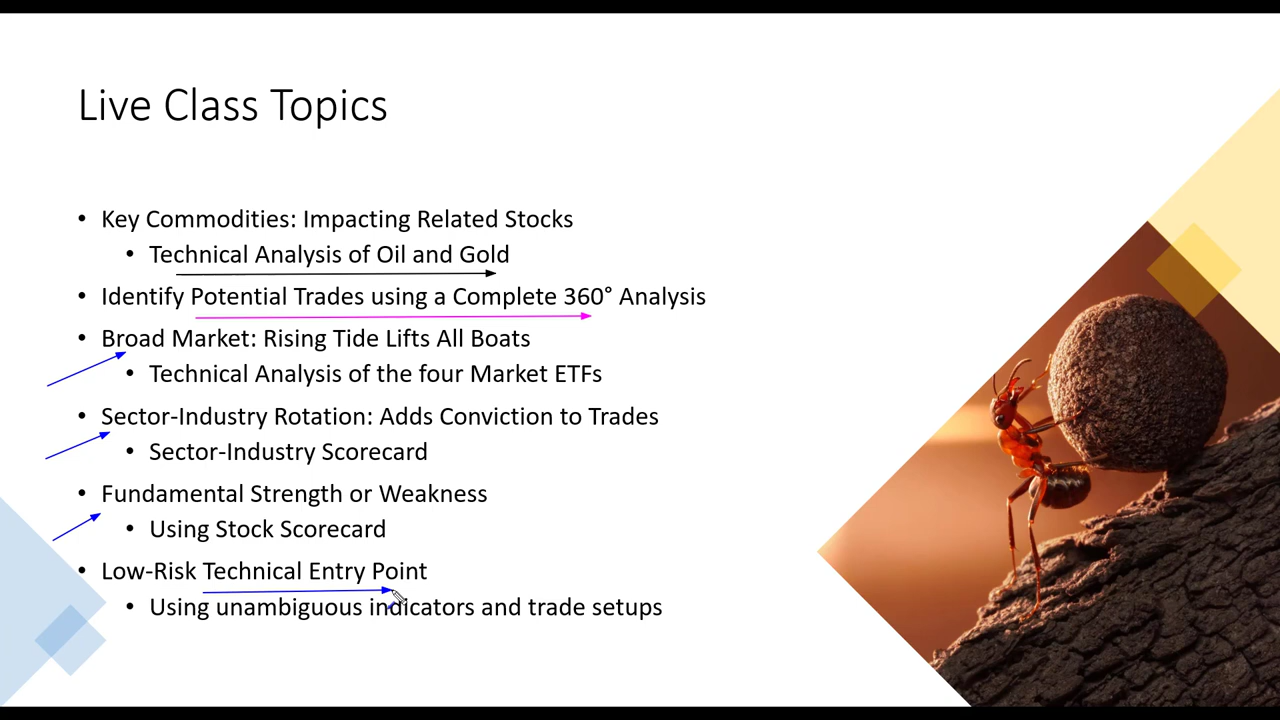 Live Class Topics
• Key Commodities: Impacting Related Stocks
• Technical Analysis of Oil and Gold
• Identify Potential Trades using a Complete 360° Analysis
• Broad Market: Rising Tide Lifts All Boats
• Technical Analysis of the four Market ETFs
• Sector-Industry Rotation: Adds Conviction to Trades
• Sector-Industry Scorecard
• Fundamental Strength or Weakness
• Using Stock Scorecard
• Low-Risk Technical Entry Point
• Using unambiguous indicators and trade setups